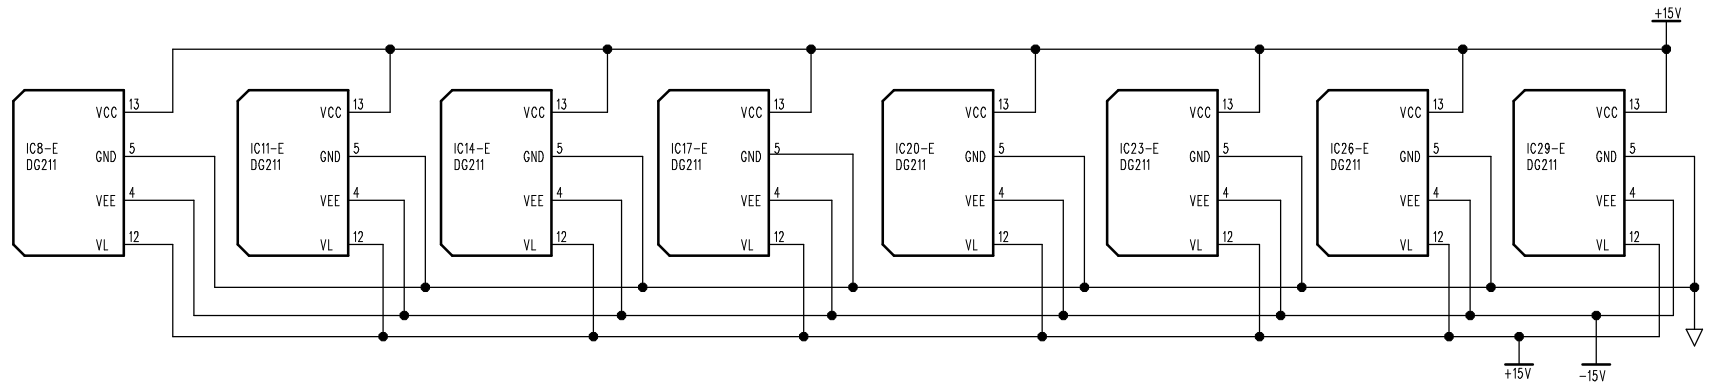 +15V
VCC 13
IC8-E
DG211
GND 5
VEE 4
VL 12
VCC 13
IC11-E
DG211
GND 5
VEE 4
VL 12
VCC 13
IC14-E
DG211
GND 5
VEE 4
VL 12
VCC 13
IC17-E
DG211
GND 5
VEE 4
VL 12
VCC 13
IC20-E
DG211
GND 5
VEE 4
VL 12
VCC 13
IC23-E
DG211
GND 5
VEE 4
VL 12
VCC 13
IC26-E
DG211
GND 5
VEE 4
VL 12
VCC 13
IC29-E
DG211
GND 5
VEE 4
VL 12
+15V
-15V